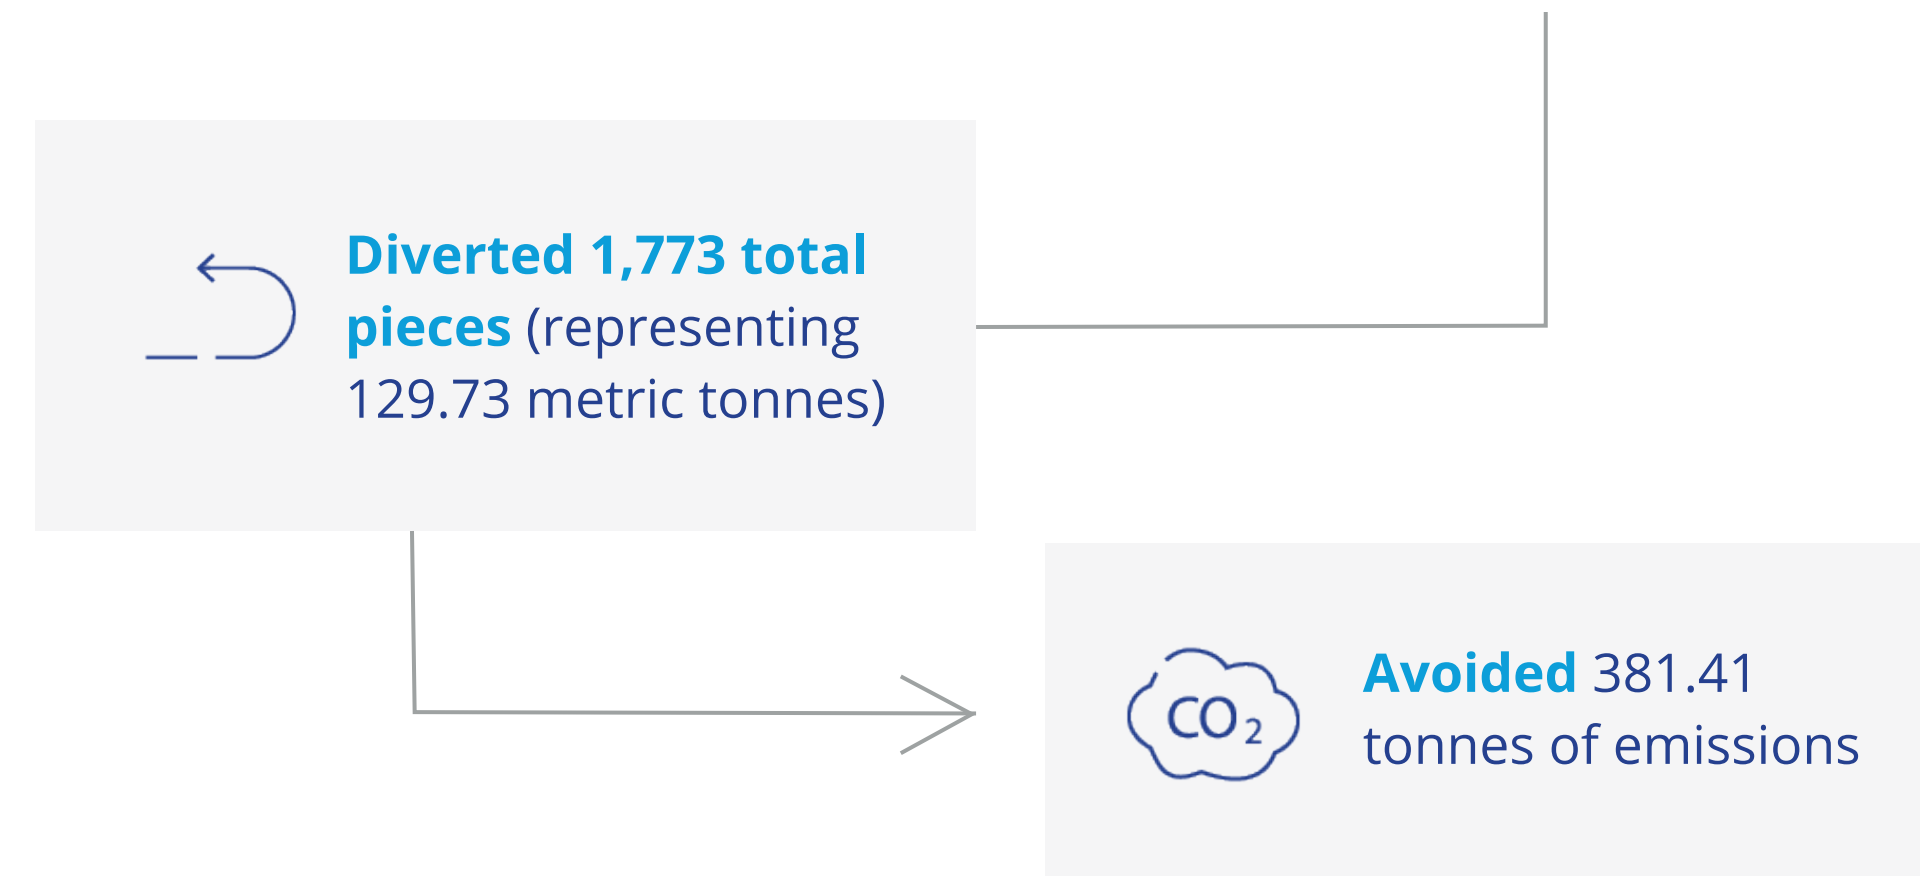 Diverted 1,773 total
pieces (representing
129.73 metric tonnes)
CO₂
Avoided 381.41
tonnes of emissions